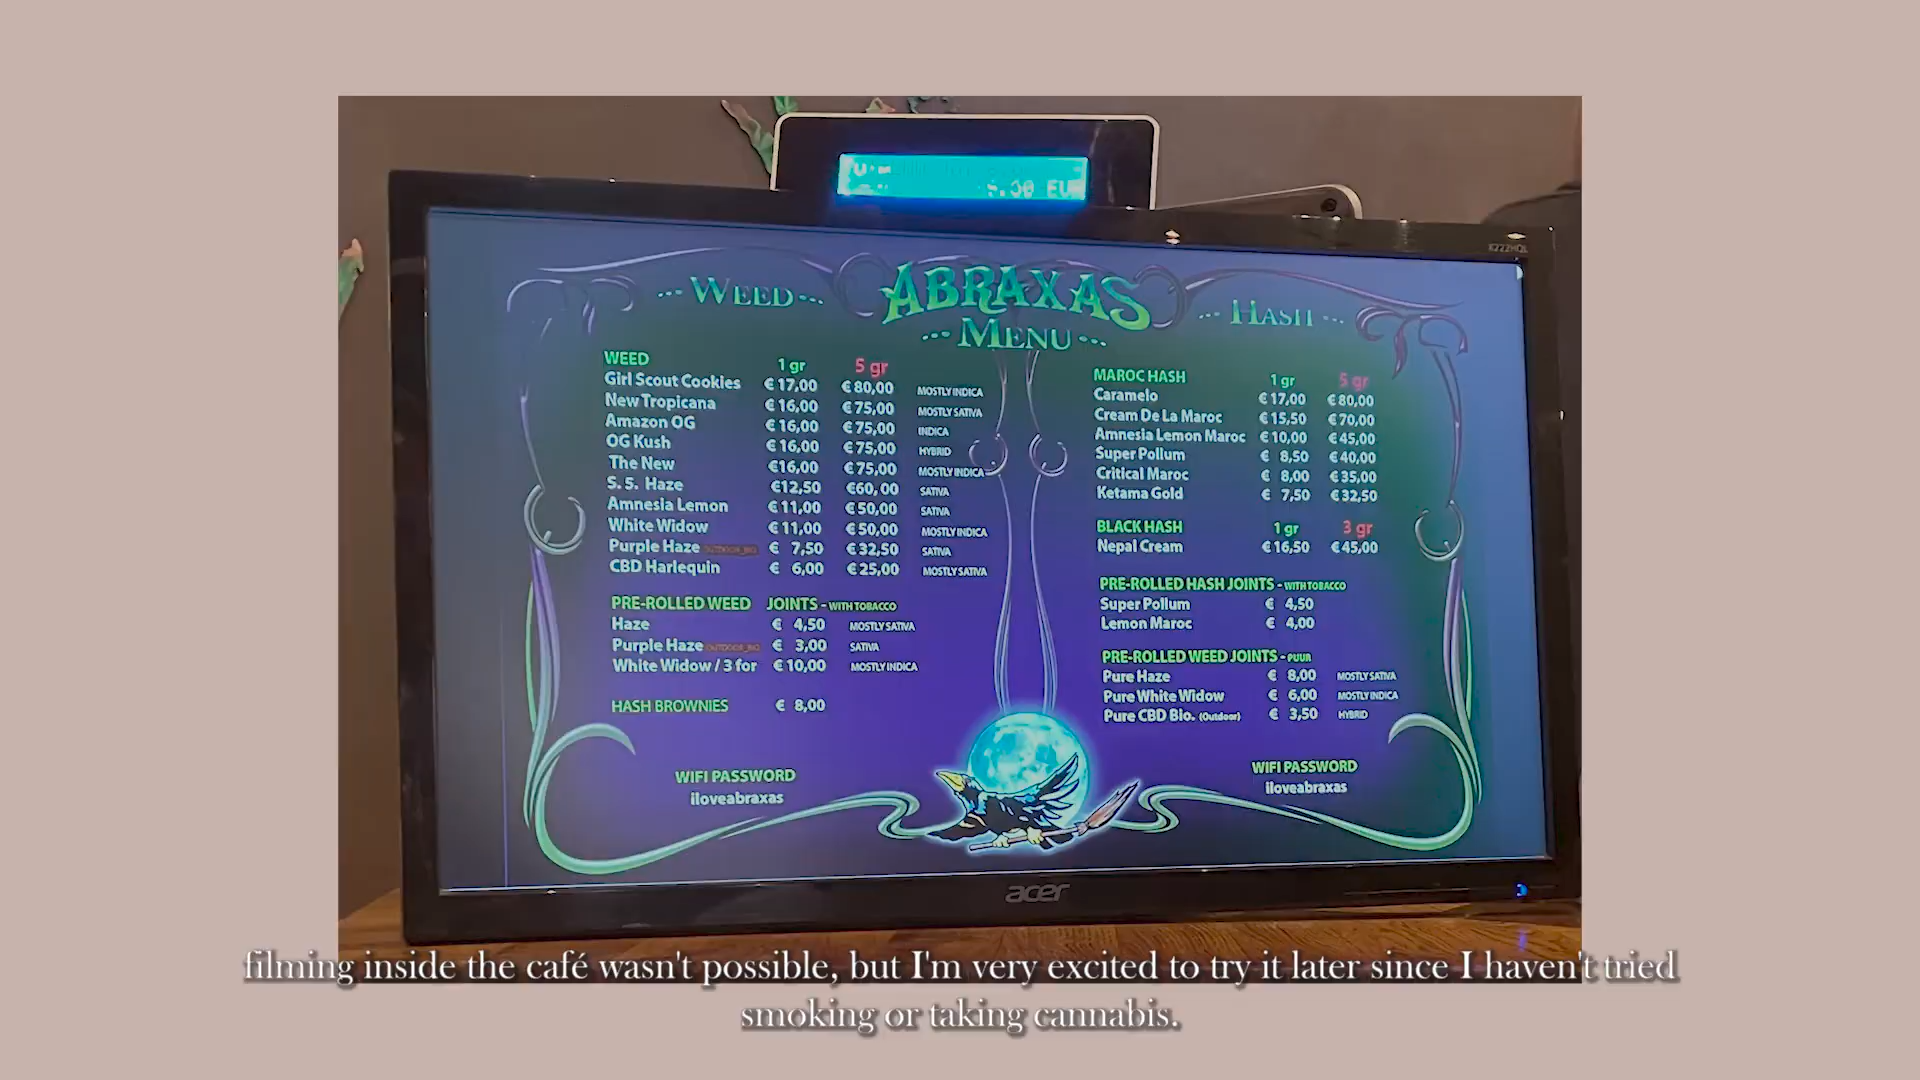 5.00 EUR
X222HQL
--- WEED ---
ABRAXAS
--- MENU ---
--- HASH ---
WEED 1 gr 5 gr
Girl Scout Cookies € 17,00 € 80,00 MOSTLY INDICA
New Tropicana € 16,00 € 75,00 MOSTLY SATIVA
Amazon OG € 16,00 € 75,00 INDICA
OG Kush € 16,00 € 75,00 HYBRID
The New €16,00 € 75,00 MOSTLY INDICA
S. S. Haze €12,50 €60,00 SATIVA
Amnesia Lemon € 11,00 € 50,00 SATIVA
White Widow € 11,00 € 50,00 MOSTLY INDICA
Purple Haze OUTDOOR_BIO € 7,50 € 32,50 SATIVA
CBD Harlequin € 6,00 € 25,00 MOSTLY SATIVA
PRE-ROLLED WEED JOINTS - WITH TOBACCO
Haze € 4,50 MOSTLY SATIVA
Purple Haze OUTDOOR_BIO € 3,00 SATIVA
White Widow / 3 for € 10,00 MOSTLY INDICA
HASH BROWNIES € 8,00
WIFI PASSWORD
iloveabraxas
MAROC HASH 1 gr 5 gr
Caramelo € 17,00 € 80,00
Cream De La Maroc € 15,50 € 70,00
Amnesia Lemon Maroc € 10,00 € 45,00
Super Pollum € 8,50 € 40,00
Critical Maroc € 8,00 € 35,00
Ketama Gold € 7,50 € 32,50
BLACK HASH 1 gr 3 gr
Nepal Cream € 16,50 € 45,00
PRE-ROLLED HASH JOINTS - WITH TOBACCO
Super Pollum € 4,50
Lemon Maroc € 4,00
PRE-ROLLED WEED JOINTS - PUUR
Pure Haze € 8,00 MOSTLY SATIVA
Pure White Widow € 6,00 MOSTLY INDICA
Pure CBD Bio. (Outdoor) € 3,50 HYBRID
WIFI PASSWORD
iloveabraxas
acer
filming inside the café wasn't possible, but I'm very excited to try it later since I haven't tried
smoking or taking cannabis.